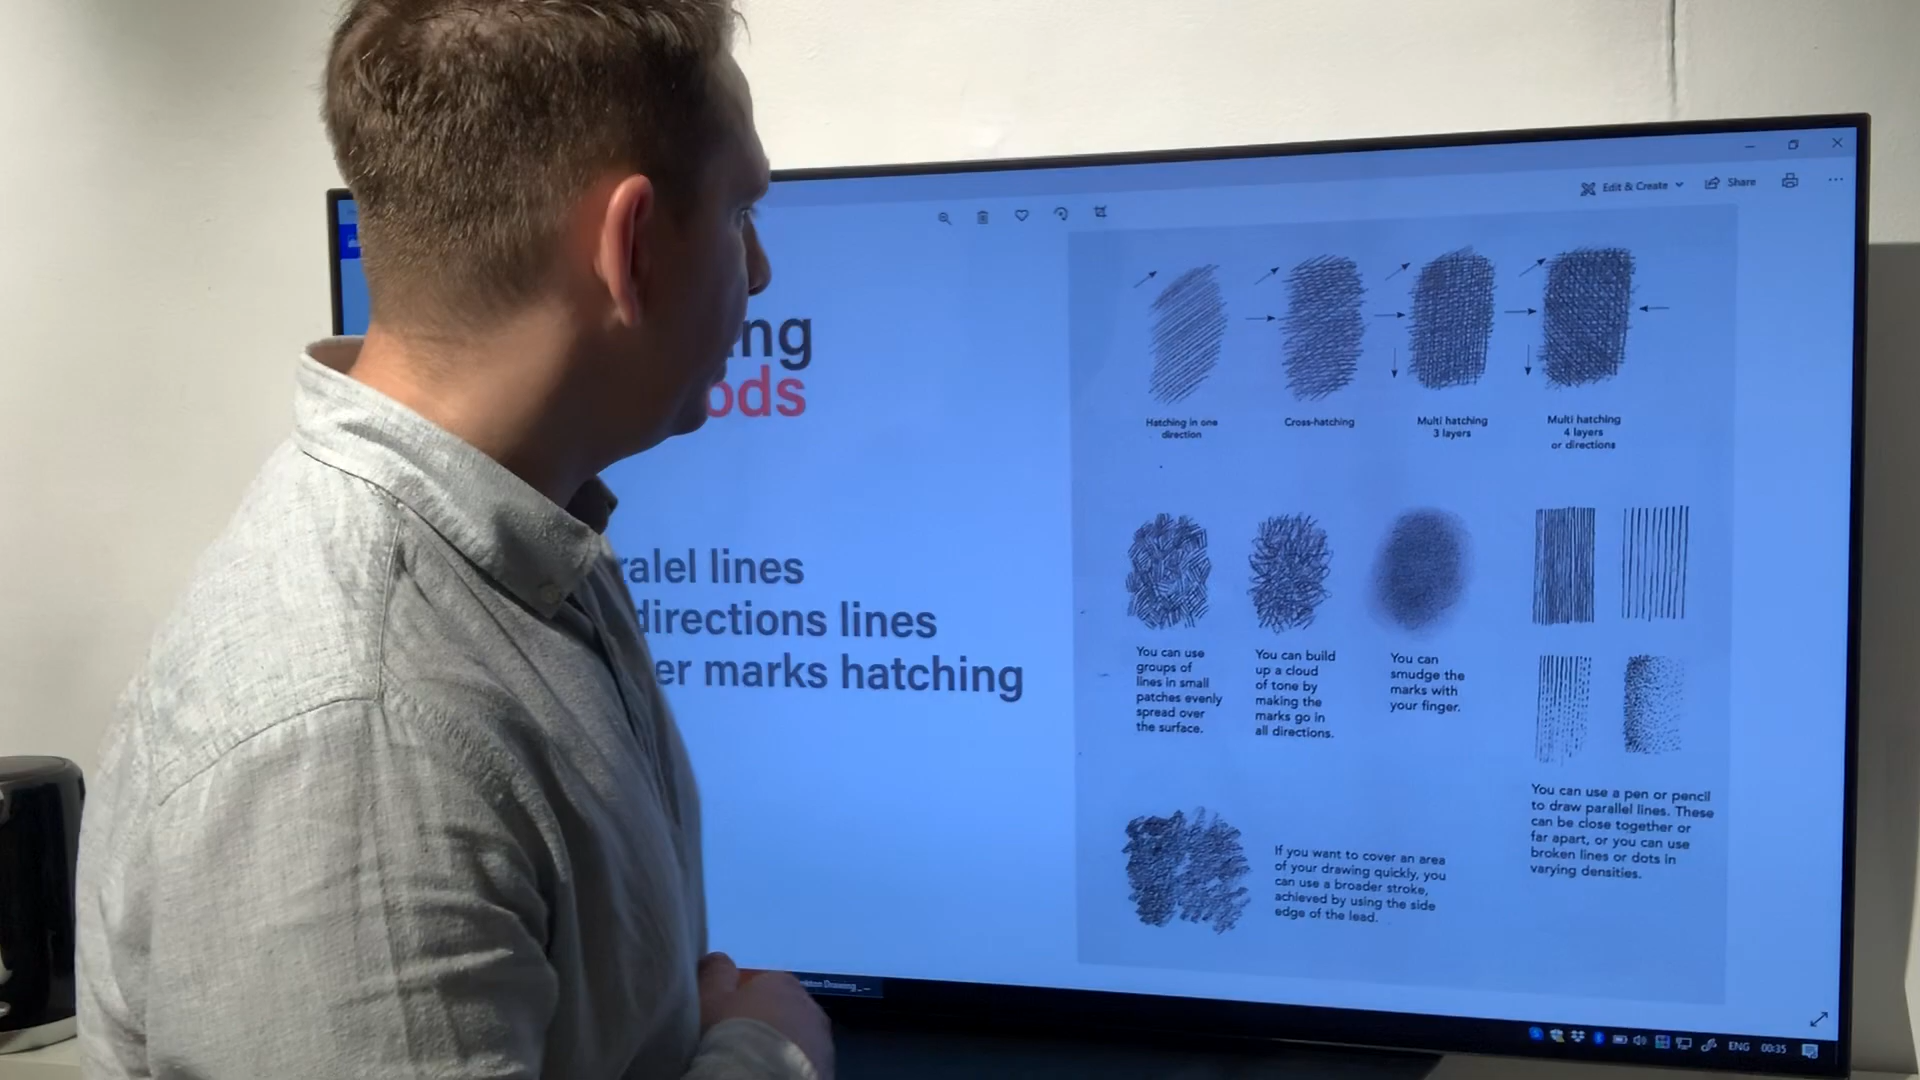 Edit & Create
Share
ng
ods
ralel lines
directions lines
er marks hatching
Hatching in one
direction
Cross-hatching
Multi hatching
3 layers
Multi hatching
4 layers
or directions
You can use
groups of
lines in small
patches evenly
spread over
the surface.
You can build
up a cloud
of tone by
making the
marks go in
all directions.
You can
smudge the
marks with
your finger.
You can use a pen or pencil
to draw parallel lines. These
can be close together or
far apart, or you can use
broken lines or dots in
varying densities.
If you want to cover an area
of your drawing quickly, you
can use a broader stroke,
achieved by using the side
edge of the lead.
Drawing
ENG
00:35